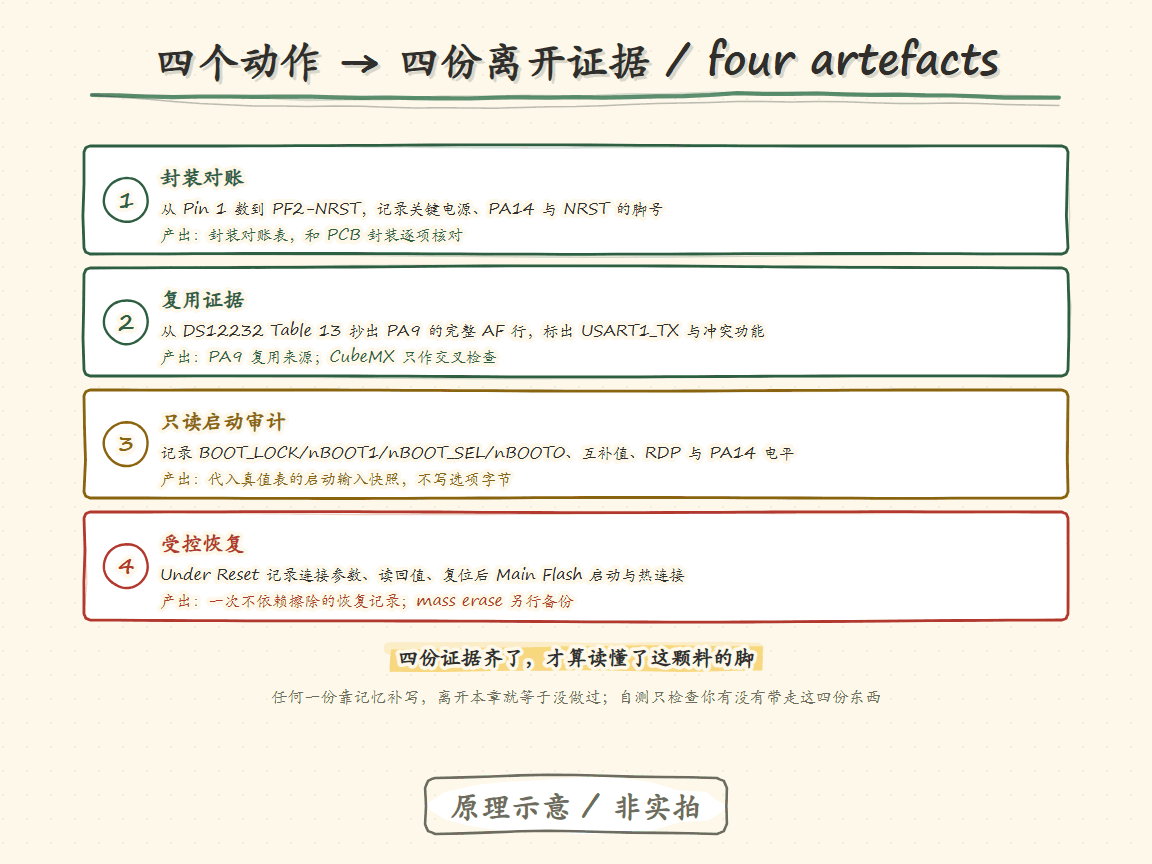 四个动作 → 四份离开证据 / four artefacts
1
封装对账
从 Pin 1 数到 PF2-NRST，记录关键电源、PA14 与 NRST 的脚号
产出：封装对账表，和 PCB 封装逐项核对
2
复用证据
从 DS12232 Table 13 抄出 PA9 的完整 AF 行，标出 USART1_TX 与冲突功能
产出：PA9 复用来源；CubeMX 只作交叉检查
3
只读启动审计
记录 BOOT_LOCK/nBOOT1/nBOOT_SEL/nBOOT0、互补值、RDP 与 PA14 电平
产出：代入真值表的启动输入快照，不写选项字节
4
受控恢复
Under Reset 记录连接参数、读回值、复位后 Main Flash 启动与热连接
产出：一次不依赖擦除的恢复记录；mass erase 另行备份
四份证据齐了，才算读懂了这颗料的脚
任何一份靠记忆补写，离开本章就等于没做过；自测只检查你有没有带走这四份东西
原理示意 / 非实拍